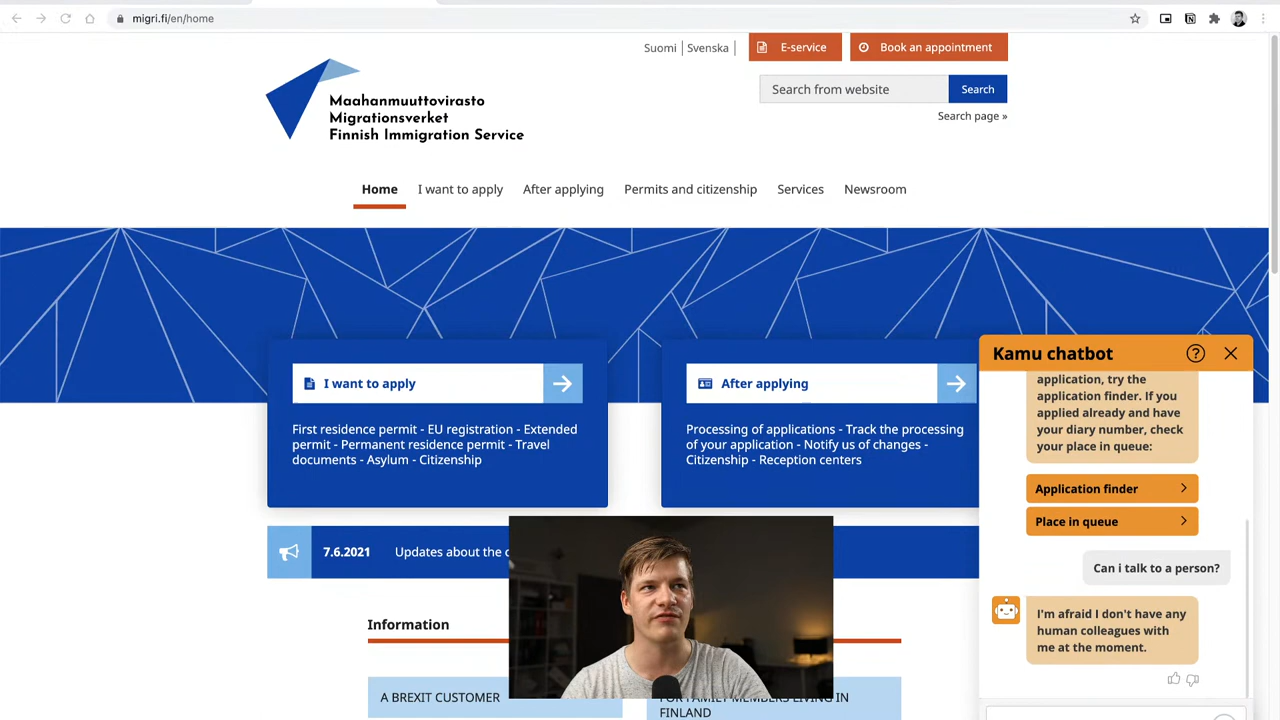 migri.fi/en/home
Suomi
Svenska
E-service
Book an appointment
Maahanmuuttovirasto
Migrationsverket
Finnish Immigration Service
Search from website
Search
Search page »
Home
I want to apply
After applying
Permits and citizenship
Services
Newsroom
I want to apply
First residence permit - EU registration - Extended
permit - Permanent residence permit - Travel
documents - Asylum - Citizenship
After applying
Processing of applications - Track the processing
of your application - Notify us of changes -
Citizenship - Reception centers
7.6.2021
Updates about the
Information
A BREXIT CUSTOMER
FOR FAMILY MEMBERS LIVING IN
FINLAND
Kamu chatbot
application, try the
application finder. If you
applied already and have
your diary number, check
your place in queue:
Application finder
Place in queue
Can i talk to a person?
I'm afraid I don't have any
human colleagues with
me at the moment.